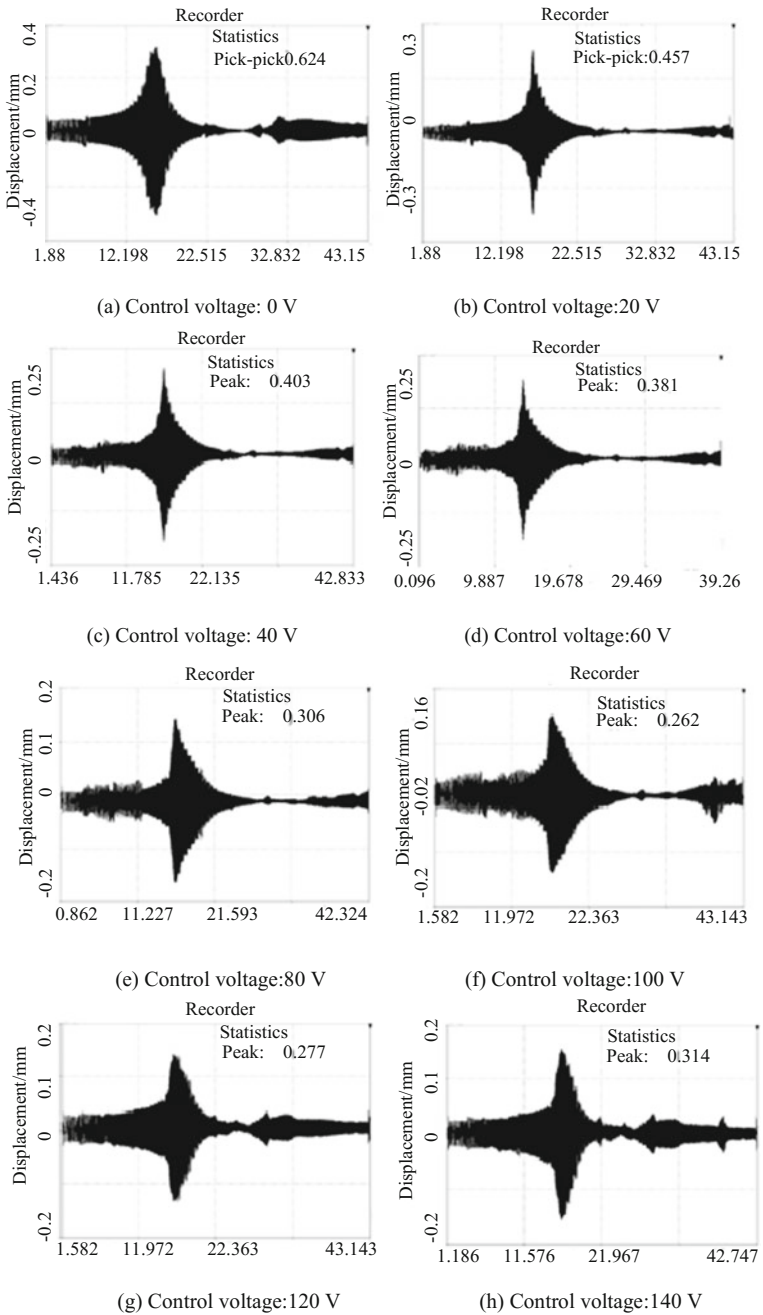 Recorder
Statistics
Pick-pick0.624
Displacement/mm
0.4
0.2
0
-0.4
1.88 12.198 22.515 32.832 43.15
(a) Control voltage: 0 V
Recorder
Statistics
Pick-pick:0.457
Displacement/mm
0.3
0
-0.3
1.88 12.198 22.515 32.832 43.15
(b) Control voltage:20 V
Recorder
Statistics
Peak: 0.403
Displacement/mm
0.25
0
-0.25
1.436 11.785 22.135 42.833
(c) Control voltage: 40 V
Recorder
Statistics
Peak: 0.381
Displacement/mm
0.25
0
-0.25
0.096 9.887 19.678 29.469 39.26
(d) Control voltage:60 V
Recorder
Statistics
Peak: 0.306
Displacement/mm
0.2
0.1
0
-0.2
0.862 11.227 21.593 42.324
(e) Control voltage:80 V
Recorder
Statistics
Peak: 0.262
Displacement/mm
0.16
-0.02
-0.2
1.582 11.972 22.363 43.143
(f) Control voltage:100 V
Recorder
Statistics
Peak: 0.277
Displacement/mm
0.2
0.1
0
-0.2
1.582 11.972 22.363 43.143
(g) Control voltage:120 V
Recorder
Statistics
Peak: 0.314
Displacement/mm
0.2
0.1
0
-0.2
1.186 11.576 21.967 42.747
(h) Control voltage:140 V